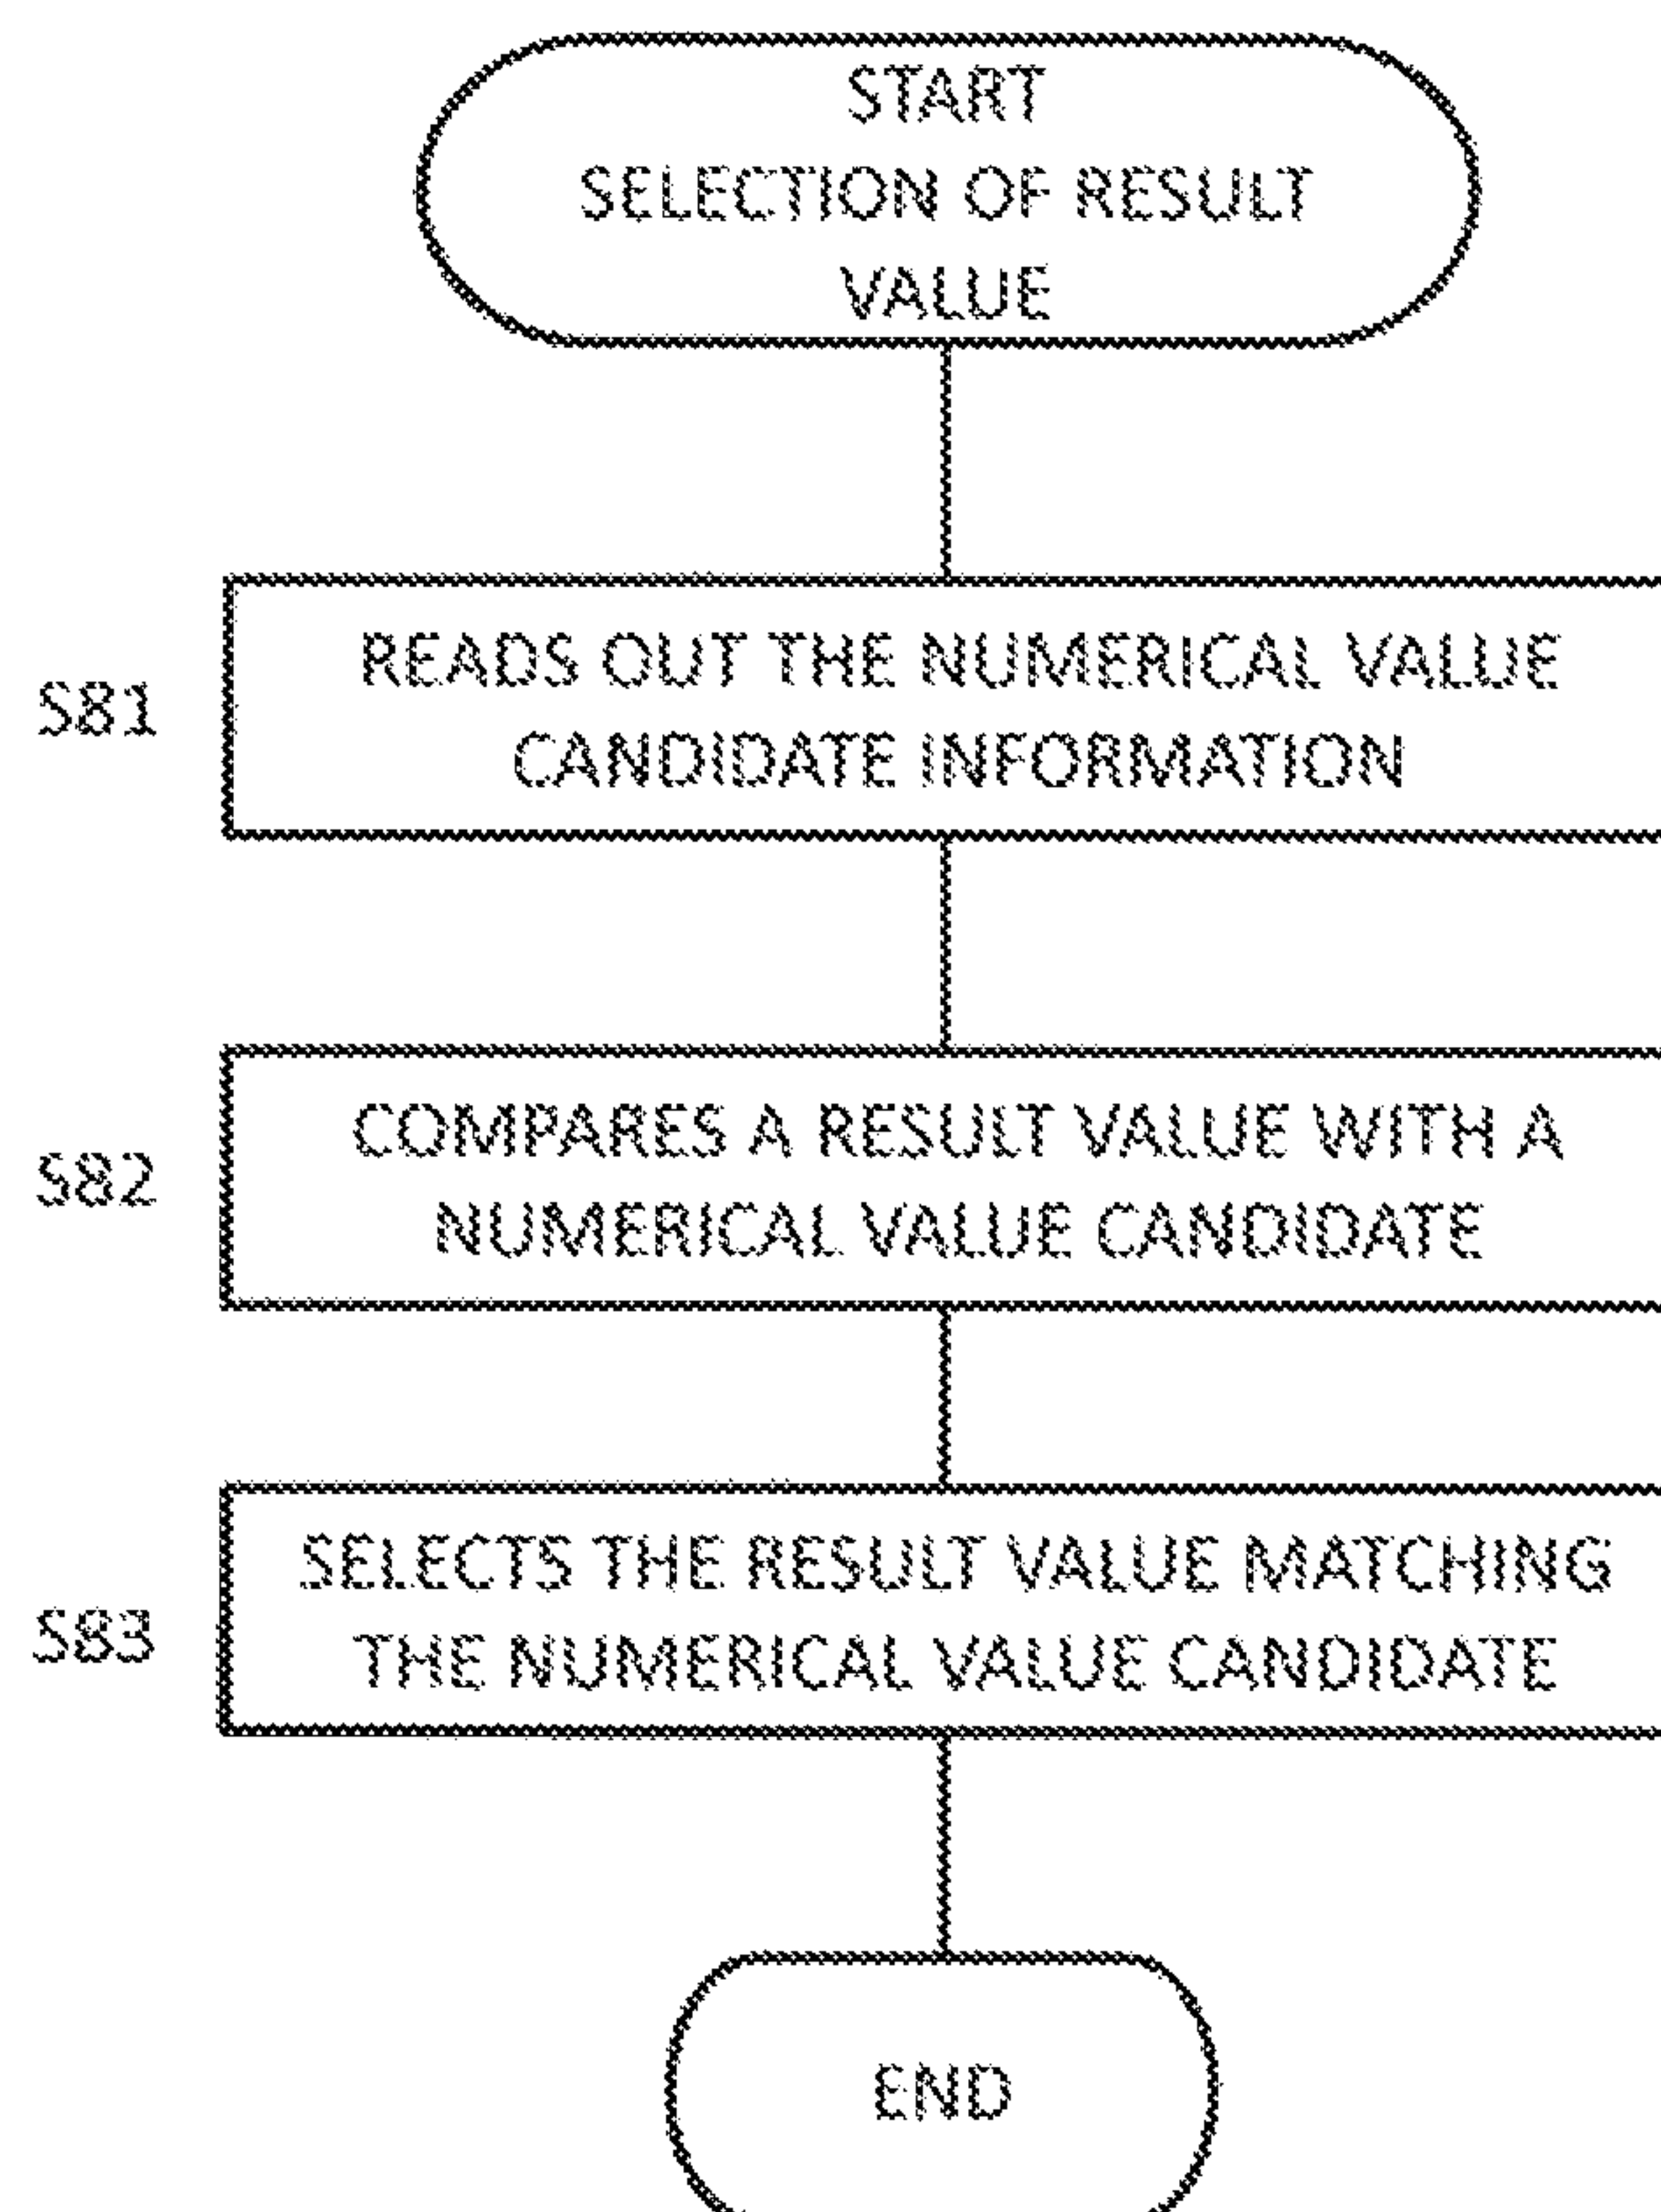 START
SELECTION OF RESULT
VALUE
S81
READS OUT THE NUMERICAL VALUE
CANDIDATE INFORMATION
S82
COMPARES A RESULT VALUE WITH A
NUMERICAL VALUE CANDIDATE
S83
SELECTS THE RESULT VALUE MATCHING
THE NUMERICAL VALUE CANDIDATE
END